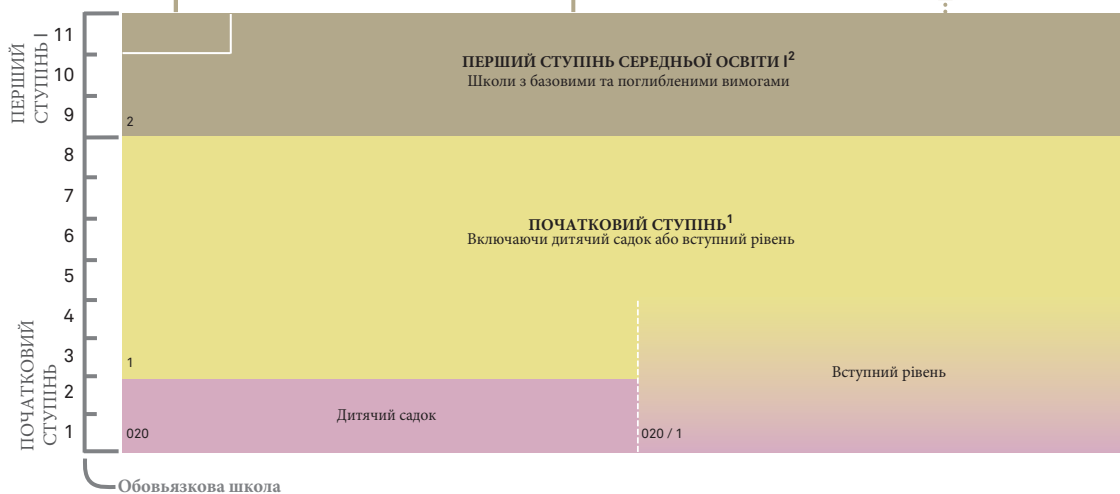 ПЕРШИЙ
СТУПІНЬ I
11
10
9
ПЕРШИЙ СТУПІНЬ СЕРЕДНЬОЇ ОСВІТИ I²
Школи з базовими та поглибленими вимогами
2
8
7
6
5
4
3
2
1
ПОЧАТКОВИЙ СТУПІНЬ¹
Включаючи дитячий садок або вступний рівень
ПОЧАТКОВИЙ
СТУПІНЬ
1
Вступний рівень
Дитячий садок
020
020 / 1
Обовьязкова школа